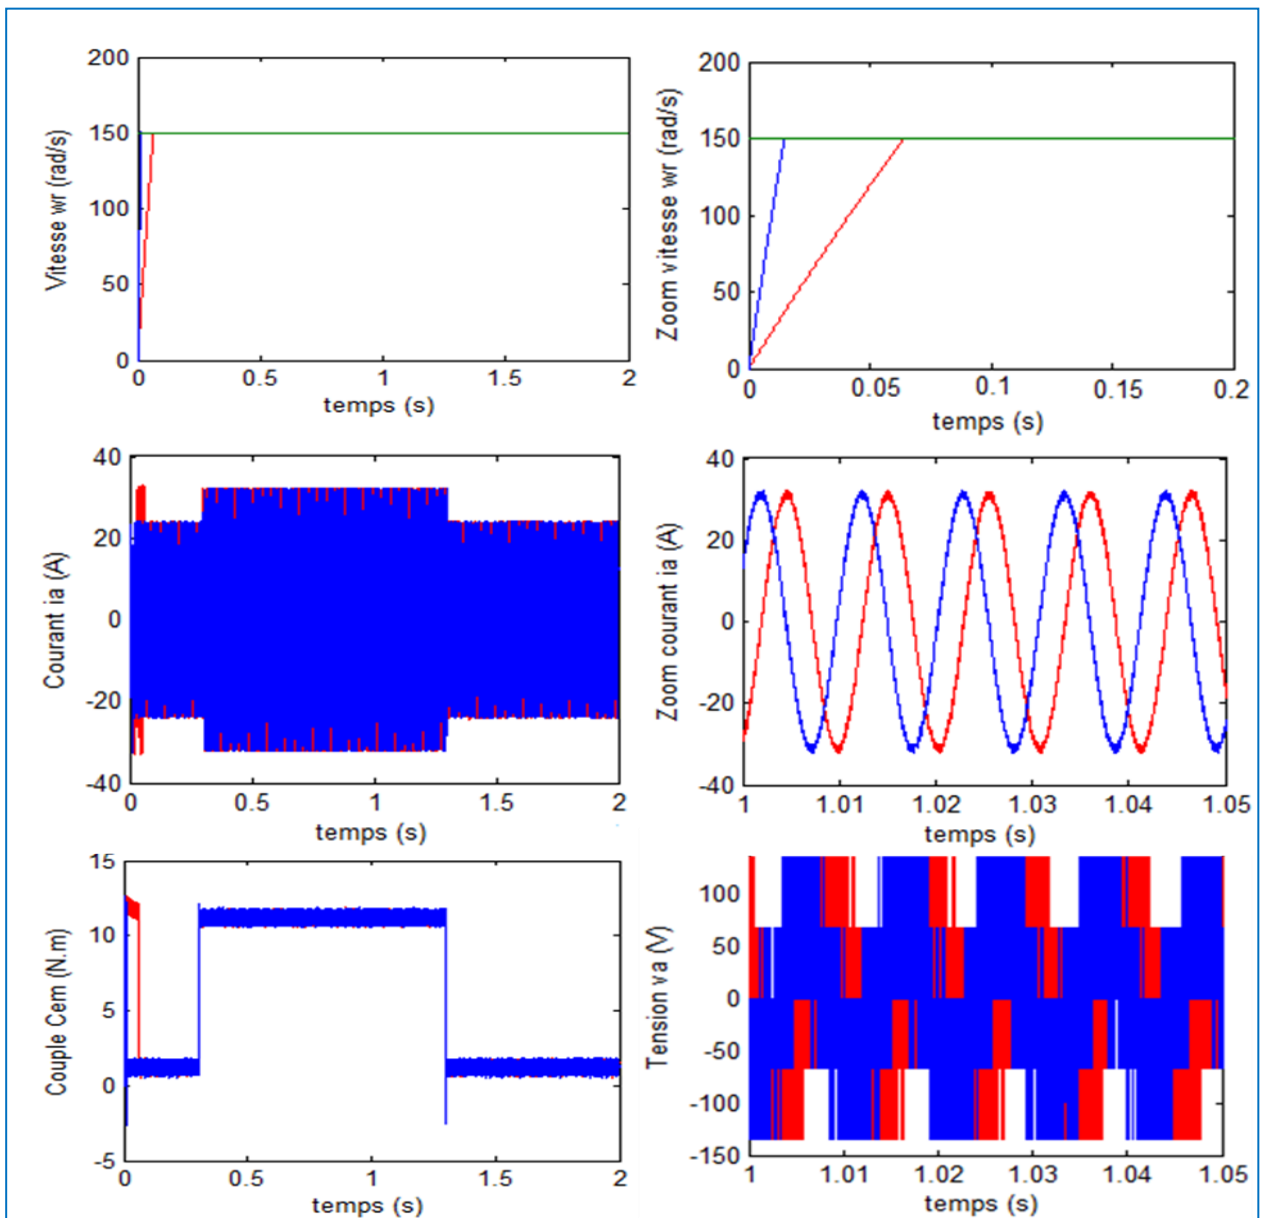 200
150
100
50
0
0 0.5 1 1.5 2
Vitesse wr (rad/s)
temps (s)
200
150
100
50
0
0 0.05 0.1 0.15 0.2
Zoom vitesse wr (rad/s)
temps (s)
40
20
0
-20
-40
0 0.5 1 1.5 2
Courant ia (A)
temps (s)
40
20
0
-20
-40
1 1.01 1.02 1.03 1.04 1.05
Zoom courant ia (A)
temps (s)
15
10
5
0
-5
0 0.5 1 1.5 2
Couple Cem (N.m)
temps (s)
100
50
0
-50
-100
-150
1 1.01 1.02 1.03 1.04 1.05
Tension va (V)
temps (s)